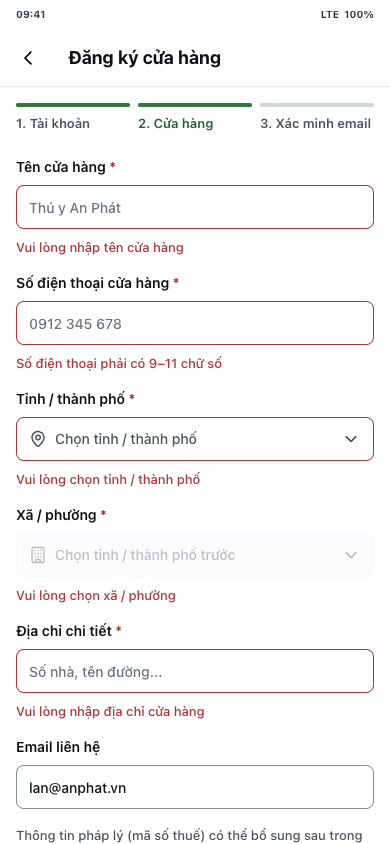 09:41
LTE 100%
Đăng ký cửa hàng
1. Tài khoản
2. Cửa hàng
3. Xác minh email
Tên cửa hàng *
Thú y An Phát
Vui lòng nhập tên cửa hàng
Số điện thoại cửa hàng *
0912 345 678
Số điện thoại phải có 9–11 chữ số
Tỉnh / thành phố *
Chọn tỉnh / thành phố
Vui lòng chọn tỉnh / thành phố
Xã / phường *
Chọn tỉnh / thành phố trước
Vui lòng chọn xã / phường
Địa chỉ chi tiết *
Số nhà, tên đường...
Vui lòng nhập địa chỉ cửa hàng
Email liên hệ
lan@anphat.vn
Thông tin pháp lý (mã số thuế) có thể bổ sung sau trong